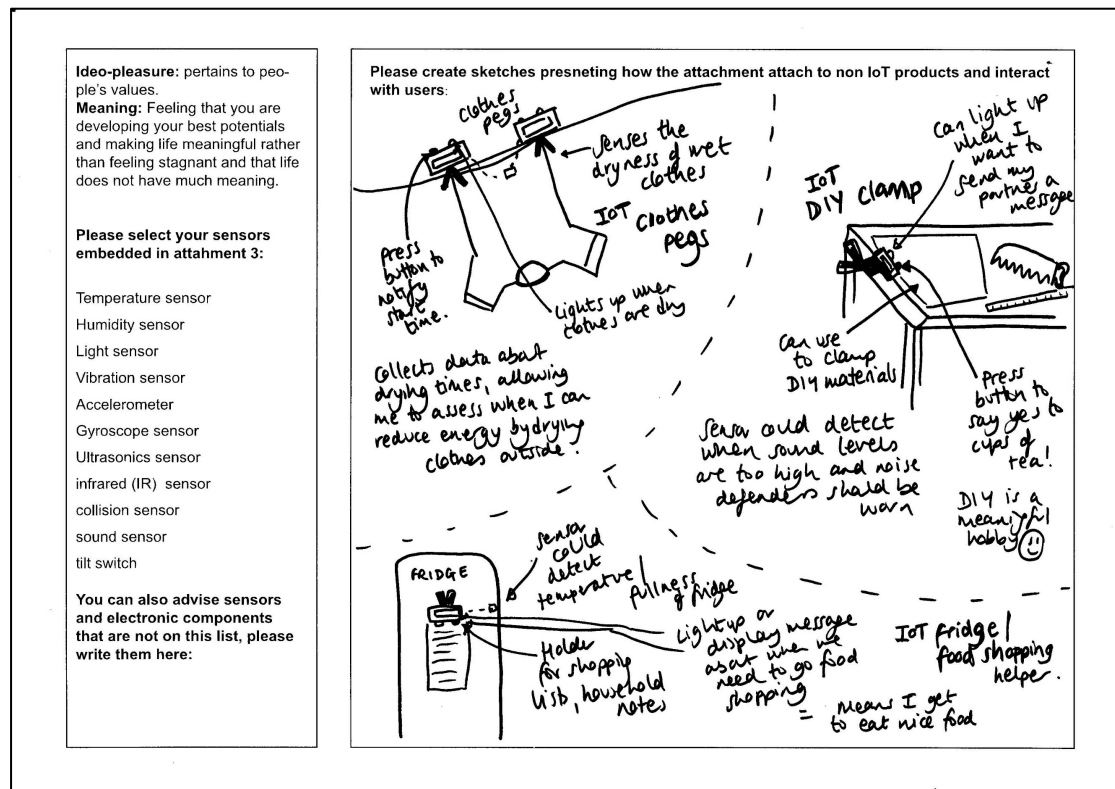 Ideo-pleasure: pertains to peo-
ple's values.
Meaning: Feeling that you are
developing your best potentials
and making life meaningful rather
than feeling stagnant and that life
does not have much meaning.
Please select your sensors
embedded in attahment 3:
Temperature sensor
Humidity sensor
Light sensor
Vibration sensor
Accelerometer
Gyroscope sensor
Ultrasonics sensor
infrared (IR) sensor
collision sensor
sound sensor
tilt switch
You can also advise sensors
and electronic components
that are not on this list, please
write them here:
Please create sketches presneting how the attachment attach to non IoT products and interact
with users:
clothes
pegs
senses the
dryness of wet
clothes
IoT clothes
pegs
press
button to
notify
start
time.
Lights up when
clothes are dry
Collects data about
drying times, allowing
me to assess when I can
reduce energy by drying
clothes outside.
IoT
DIY clamp
Can light up
when I
want to
send my
partner a
message
Can use
to clamp
DIY materials
Press
button to
say yes to
cups of
tea!
Sensor could detect
when sound levels
are too high and noise
defenders should be
worn
DIY is a
meaningful
hobby
FRIDGE
sensor
could
detect
temperature /
fullness
of fridge
Holder
for shopping
list, household
notes
Light up or
display message
about when we
need to go food
shopping
= means I get
to eat nice food
IoT fridge /
food shopping
helper.